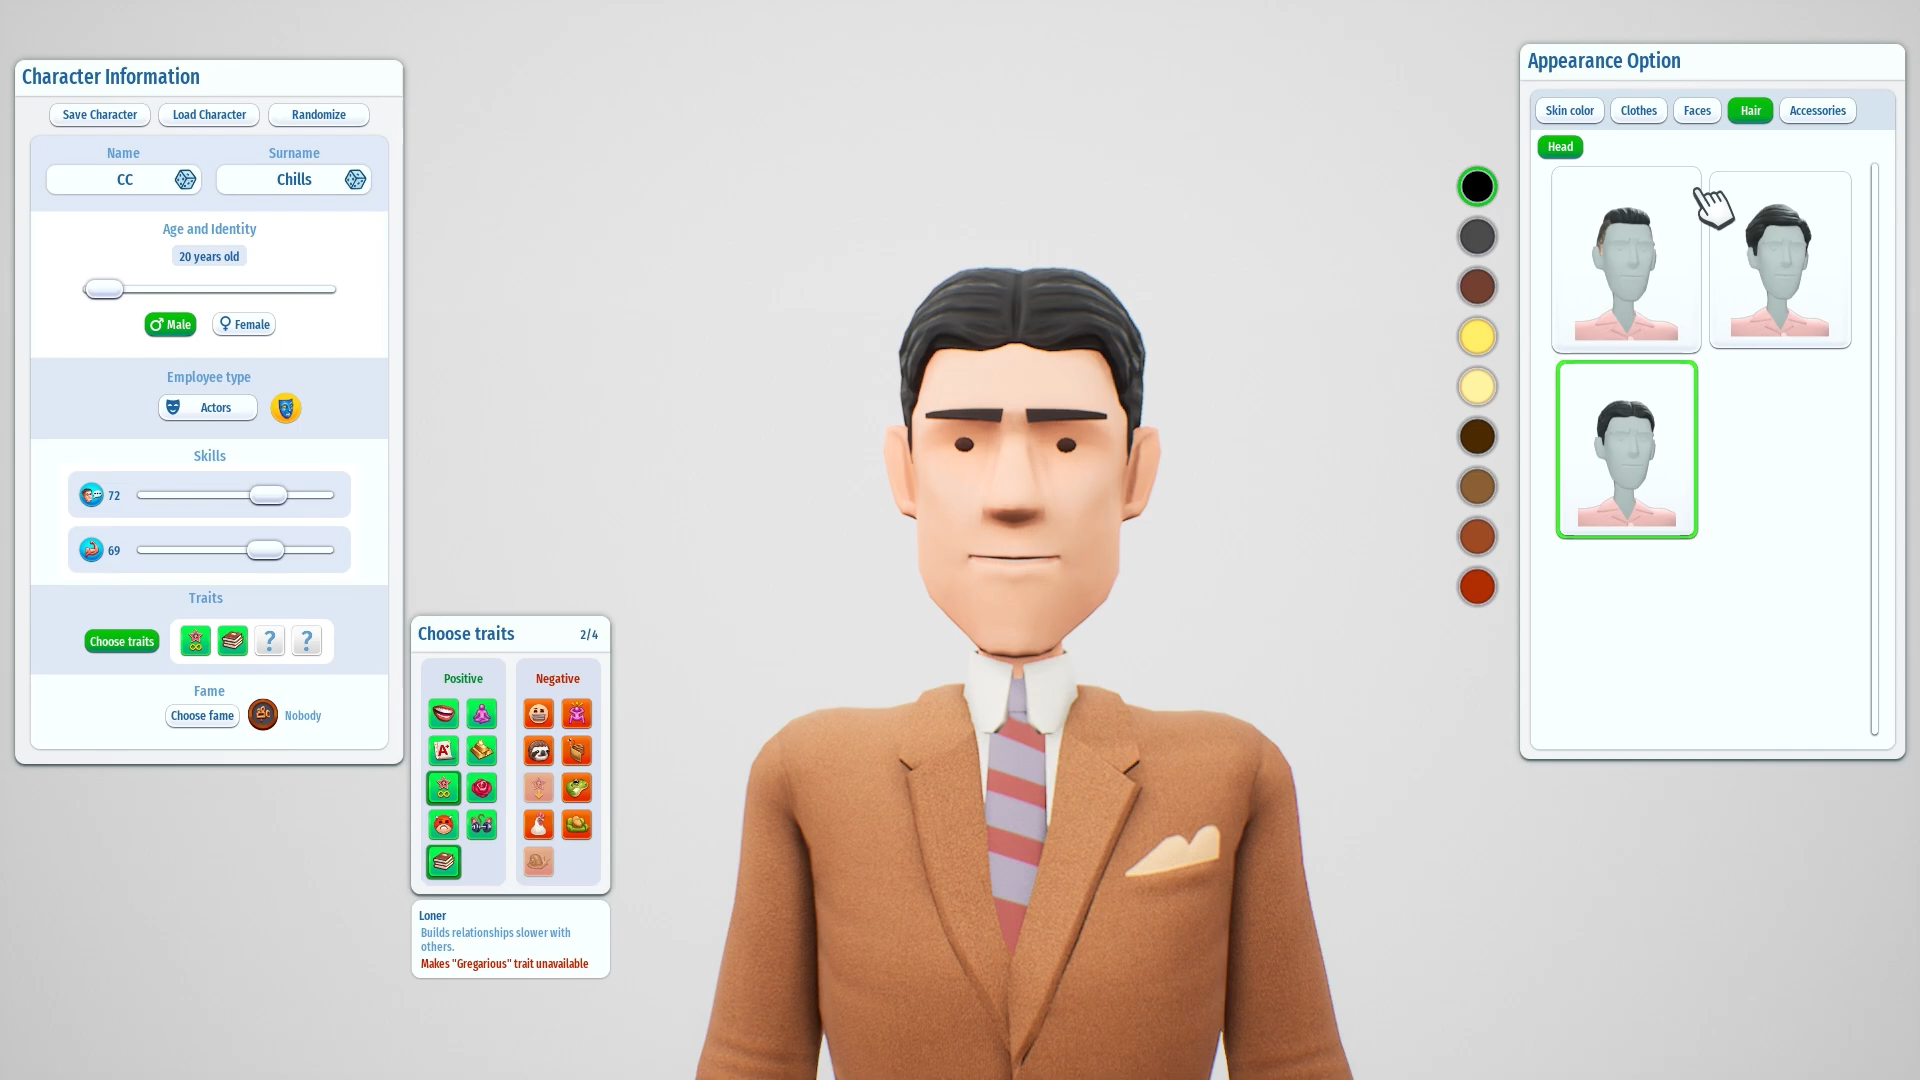 Character Information
Save Character
Load Character
Randomize
Name
Surname
CC
Chills
Age and Identity
20 years old
Male
Female
Employee type
Actors
Skills
72
69
Traits
Choose traits
?
?
Fame
Choose fame
Nobody
Choose traits
2/4
Positive
Negative
A+
Loner
Builds relationships slower with
others.
Makes "Gregarious" trait unavailable
Appearance Option
Skin color
Clothes
Faces
Hair
Accessories
Head